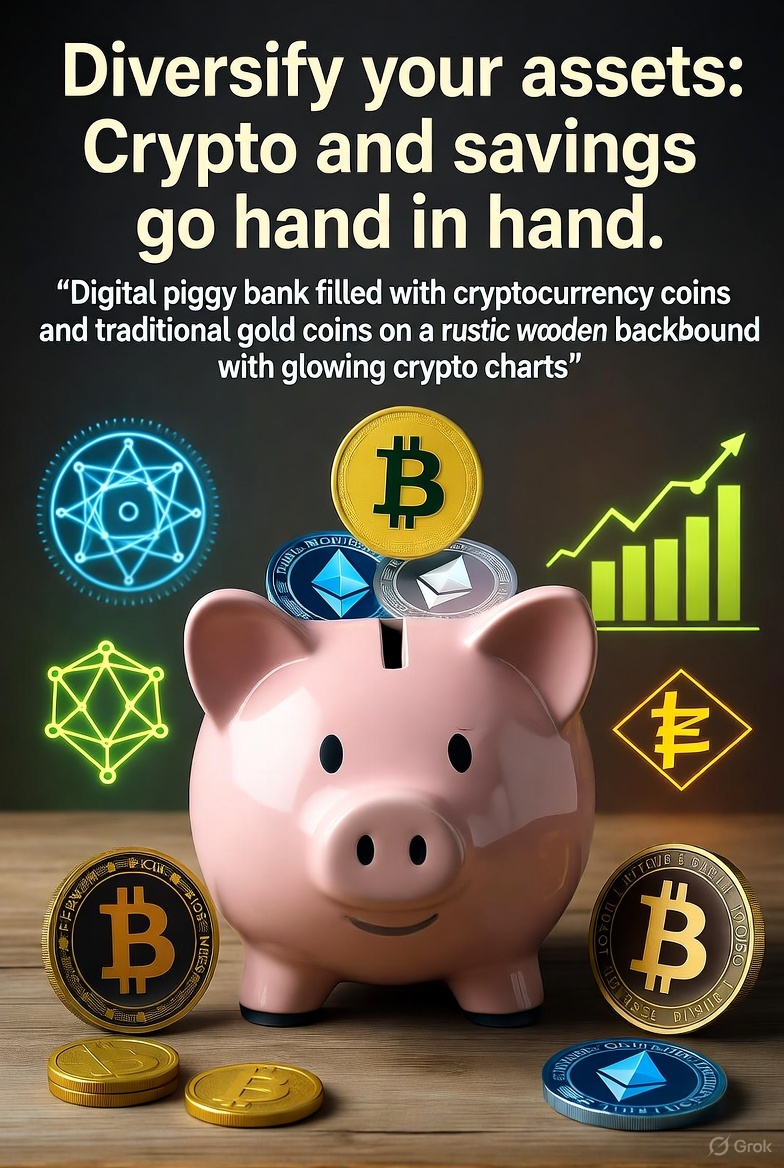 Diversify your assets:
Crypto and savings
go hand in hand.
“Digital piggy bank filled with cryptocurrency coins
and traditional gold coins on a rustic wooden backbound
with glowing crypto charts”
Grok